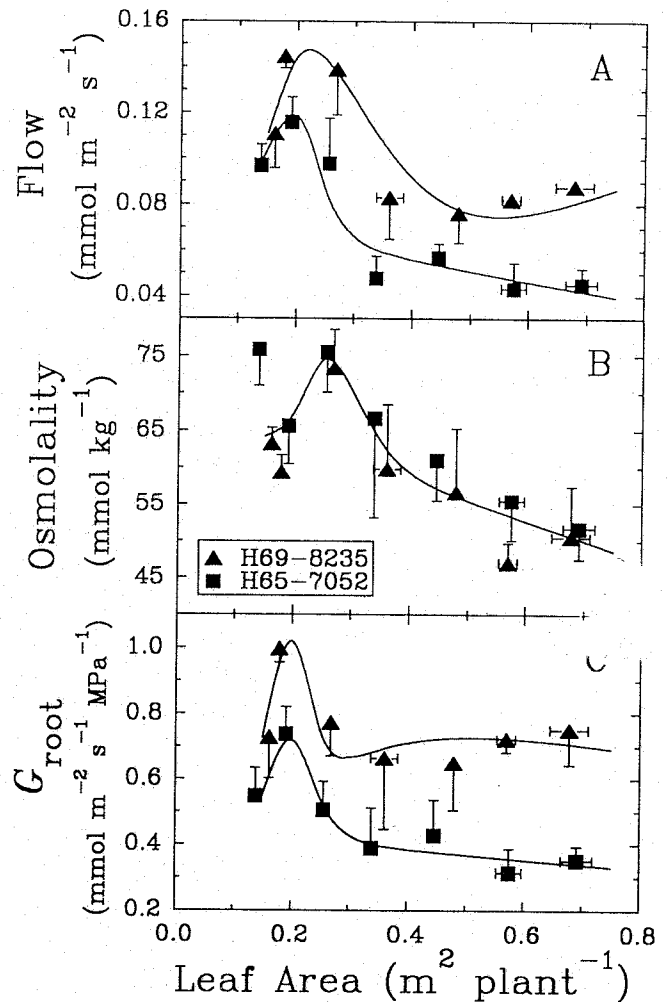 A
Flow
(mmol m⁻² s⁻¹)
0.16
0.12
0.08
0.04
B
Osmolality
(mmol kg⁻¹)
75
65
55
45
▲ H69-8235
■ H65-7052
G root
(mmol m⁻² s⁻¹ MPa⁻¹)
1.0
0.8
0.6
0.4
0.2
0.0 0.2 0.4 0.6 0.8
Leaf Area (m² plant⁻¹)